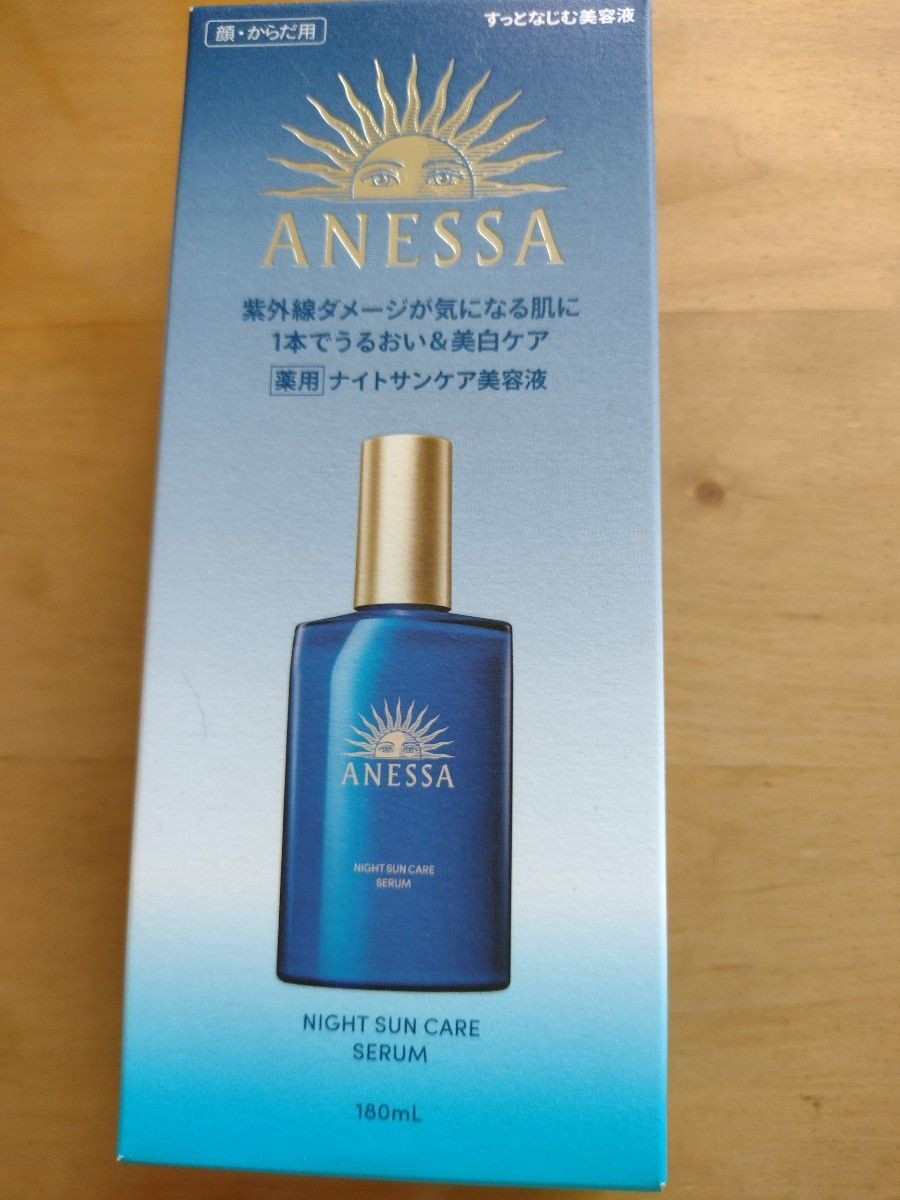 顔・からだ用
すっとなじむ美容液
ANESSA
紫外線ダメージが気になる肌に
1本でうるおい&美白ケア
薬用 ナイトサンケア美容液
ANESSA
NIGHT SUN CARE
SERUM
NIGHT SUN CARE
SERUM
180mL